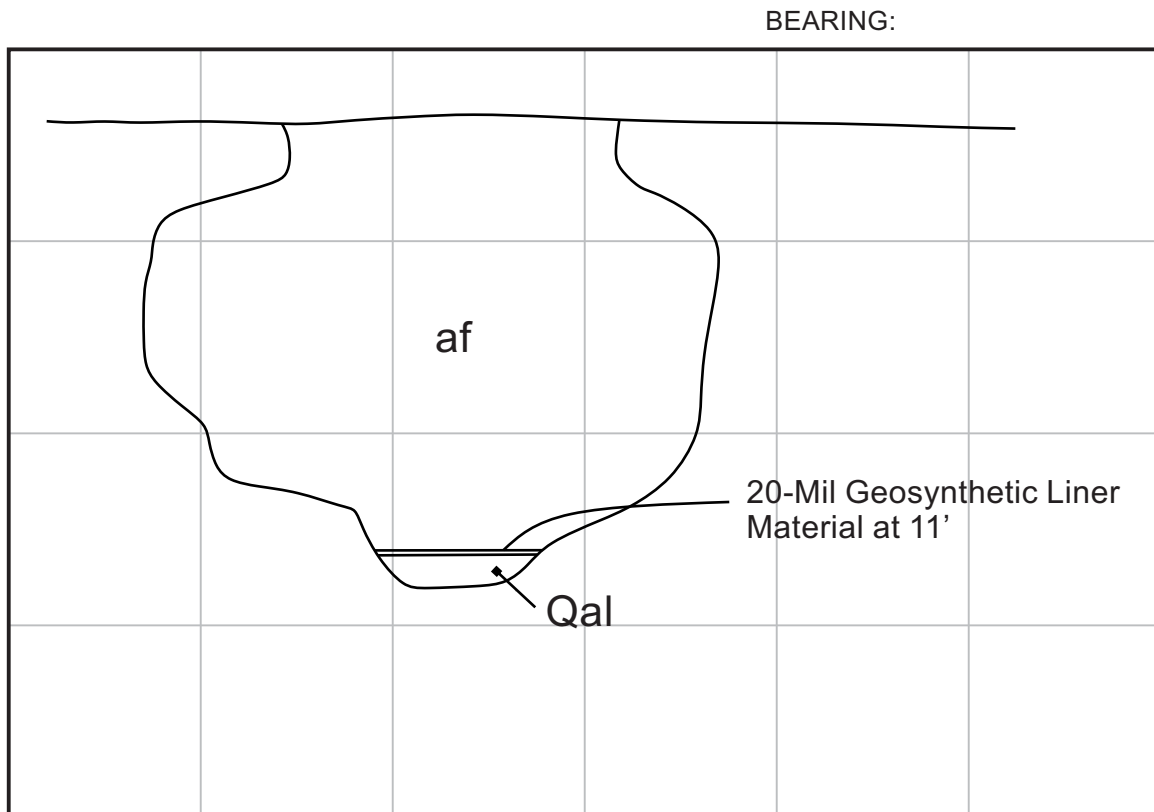 BEARING:
af
20-Mil Geosynthetic Liner
Material at 11’
Qal